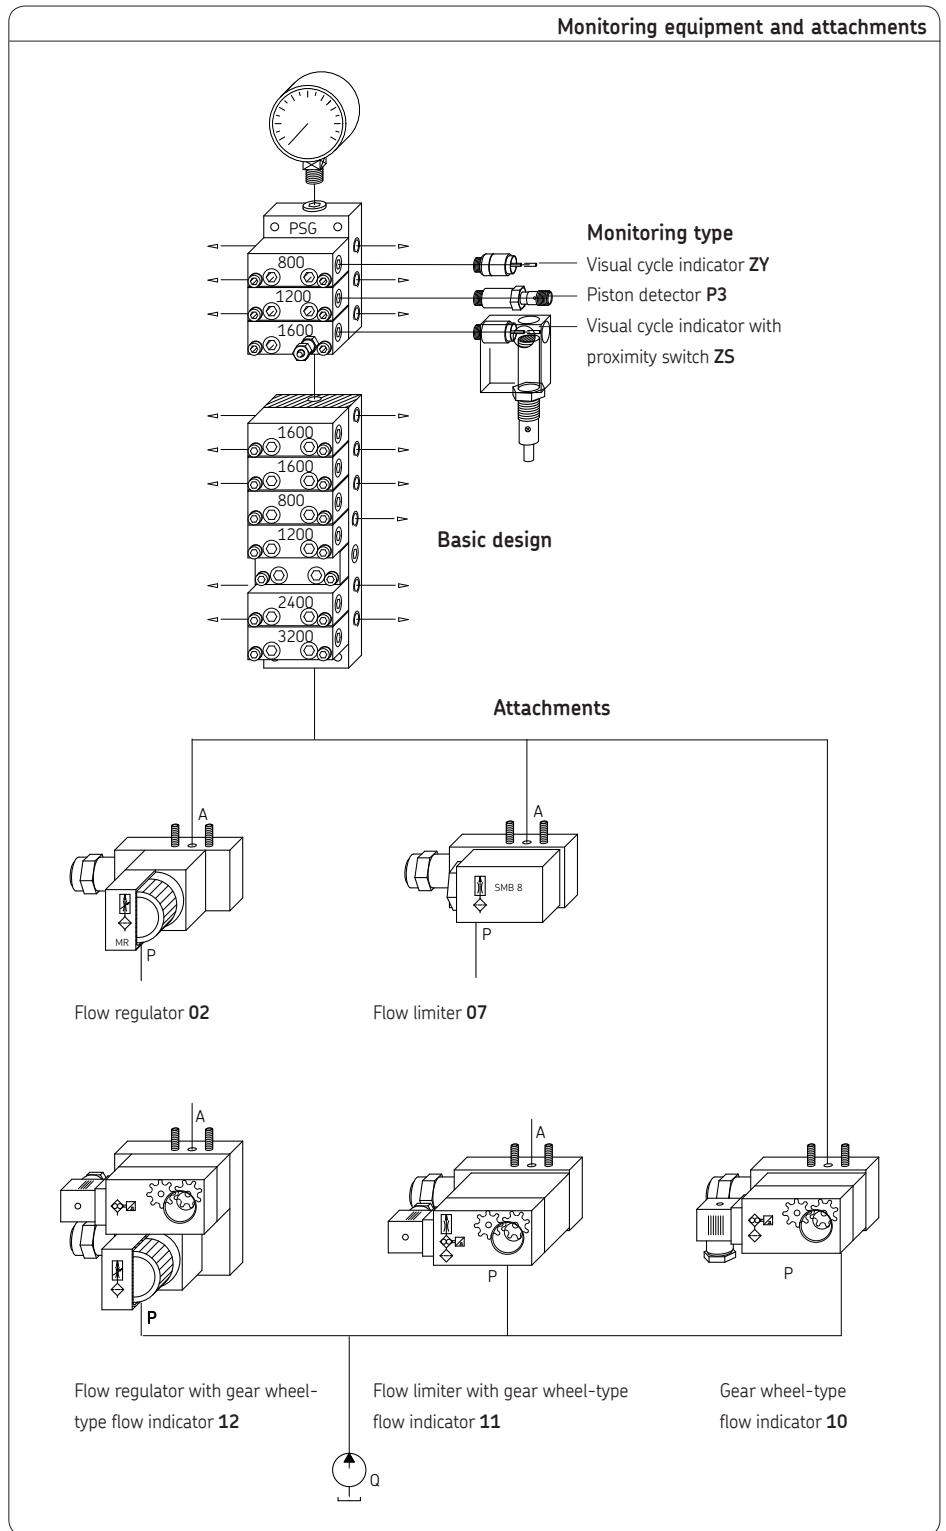 Monitoring equipment and attachments
PSG
800
1200
1600
Monitoring type
Visual cycle indicator ZY
Piston detector P3
Visual cycle indicator with
proximity switch ZS
1600
1600
800
1200
2400
3200
Basic design
Attachments
A
MR
P
Flow regulator 02
A
SMB 8
P
Flow limiter 07
A
P
A
P
P
Flow regulator with gear wheel-
type flow indicator 12
Flow limiter with gear wheel-type
flow indicator 11
Gear wheel-type
flow indicator 10
Q